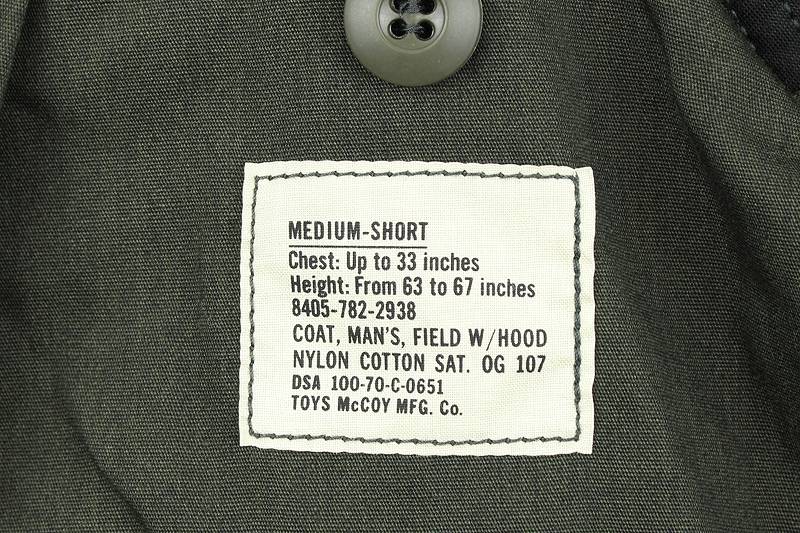 MEDIUM-SHORT
Chest: Up to 33 inches
Height: From 63 to 67 inches
8405-782-2938
COAT, MAN'S, FIELD W/HOOD
NYLON COTTON SAT. OG 107
DSA 100-70-C-0651
TOYS McCOY MFG. Co.